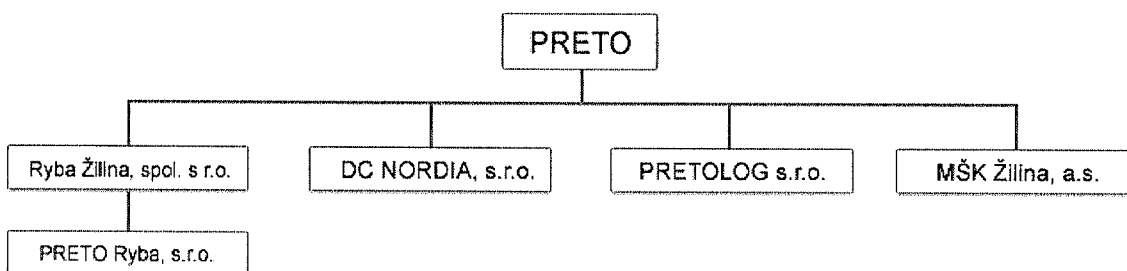 PRETO
Ryba Žilina, spol. s r.o.
DC NORDIA, s.r.o.
PRETOLOG s.r.o.
MŠK Žilina, a.s.
PRETO Ryba, s.r.o.